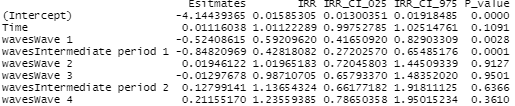 Esitmates IRR IRR_CI_025 IRR_CI_975 P_value
(Intercept) -4.14439365 0.01585305 0.01300351 0.01918485 0.0000
Time 0.01116038 1.01122289 0.99752785 1.02514761 0.1091
wavesWave 1 -0.52408615 0.59209620 0.41650920 0.82903309 0.0028
wavesIntermediate period 1 -0.84820969 0.42818082 0.27202570 0.65485176 0.0001
wavesWave 2 0.01946122 1.01965183 0.72045803 1.44509339 0.9127
wavesWave 3 -0.01297678 0.98710705 0.65793370 1.48352020 0.9501
wavesIntermediate period 2 0.12799141 1.13654324 0.66177182 1.91811125 0.6366
wavesWave 4 0.21155170 1.23559385 0.78650358 1.95015234 0.3610